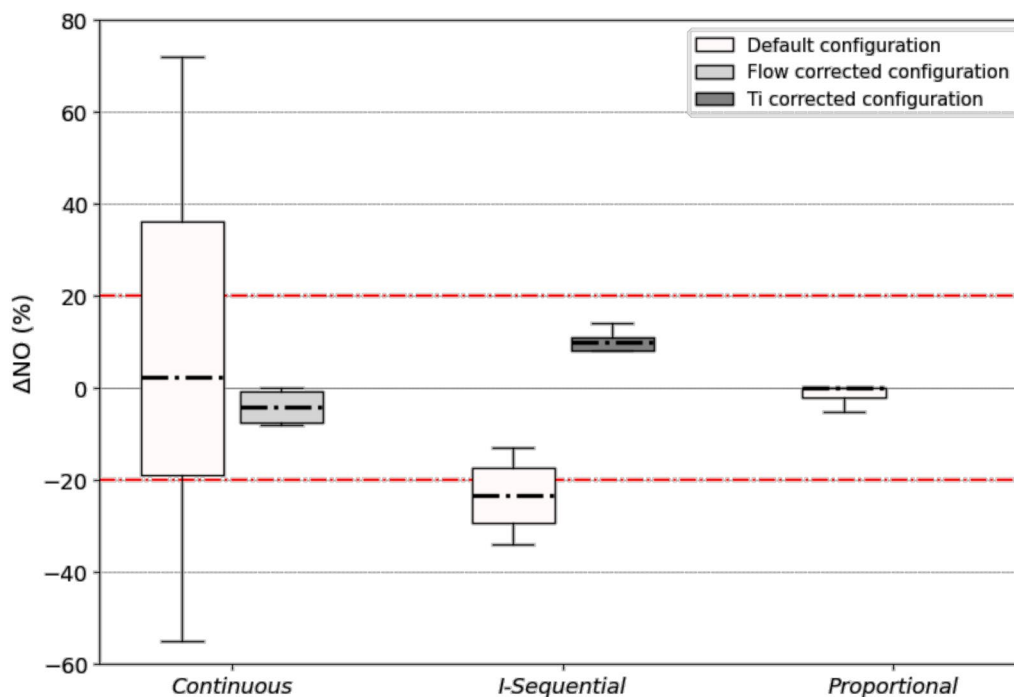 80
60
40
20
0
−20
−40
−60
ΔNO (%)
Default configuration
Flow corrected configuration
Ti corrected configuration
Continuous
I-Sequential
Proportional